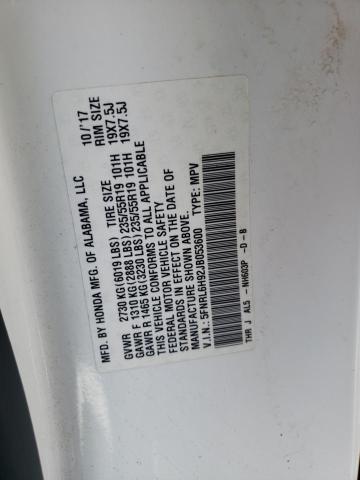 MFD. BY HONDA MFG. OF ALABAMA, LLC 10/'17
GVWR 2730 KG(6019 LBS) TIRE SIZE RIM SIZE
GAWR F 1310 KG(2888 LBS)235/55R19 101H 19X7.5J
GAWR R 1465 KG(3230 LBS)235/55R19 101H 19X7.5J
THIS VEHICLE CONFORMS TO ALL APPLICABLE
FEDERAL MOTOR VEHICLE SAFETY
STANDARDS IN EFFECT ON THE DATE OF
MANUFACTURE SHOWN ABOVE.
V.I.N.: 5FNRL6H92JB053600 TYPE: MPV
THR J AL5 - NH603P -D-B